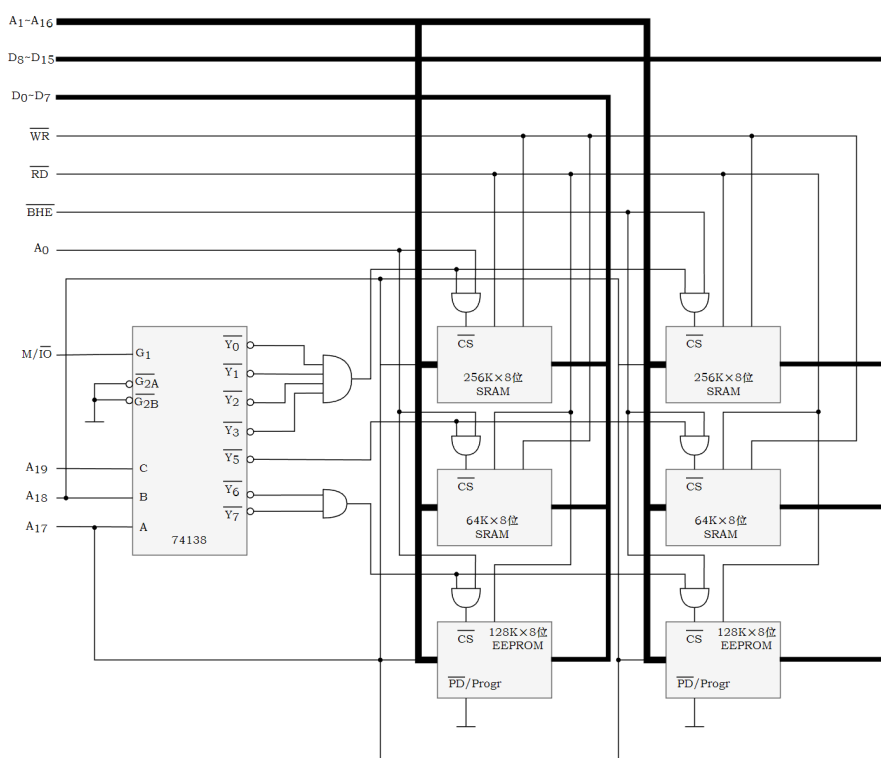 A1~A16
D8~D15
D0~D7
WR
RD
BHE
A0
M/IO
G1
G2A
G2B
A19
C
A18
B
A17
A
74138
Y0
Y1
Y2
Y3
Y5
Y6
Y7
CS
256K×8位
SRAM
CS
256K×8位
SRAM
CS
64K×8位
SRAM
CS
64K×8位
SRAM
CS
128K×8位
EEPROM
PD/Progr
CS
128K×8位
EEPROM
PD/Progr